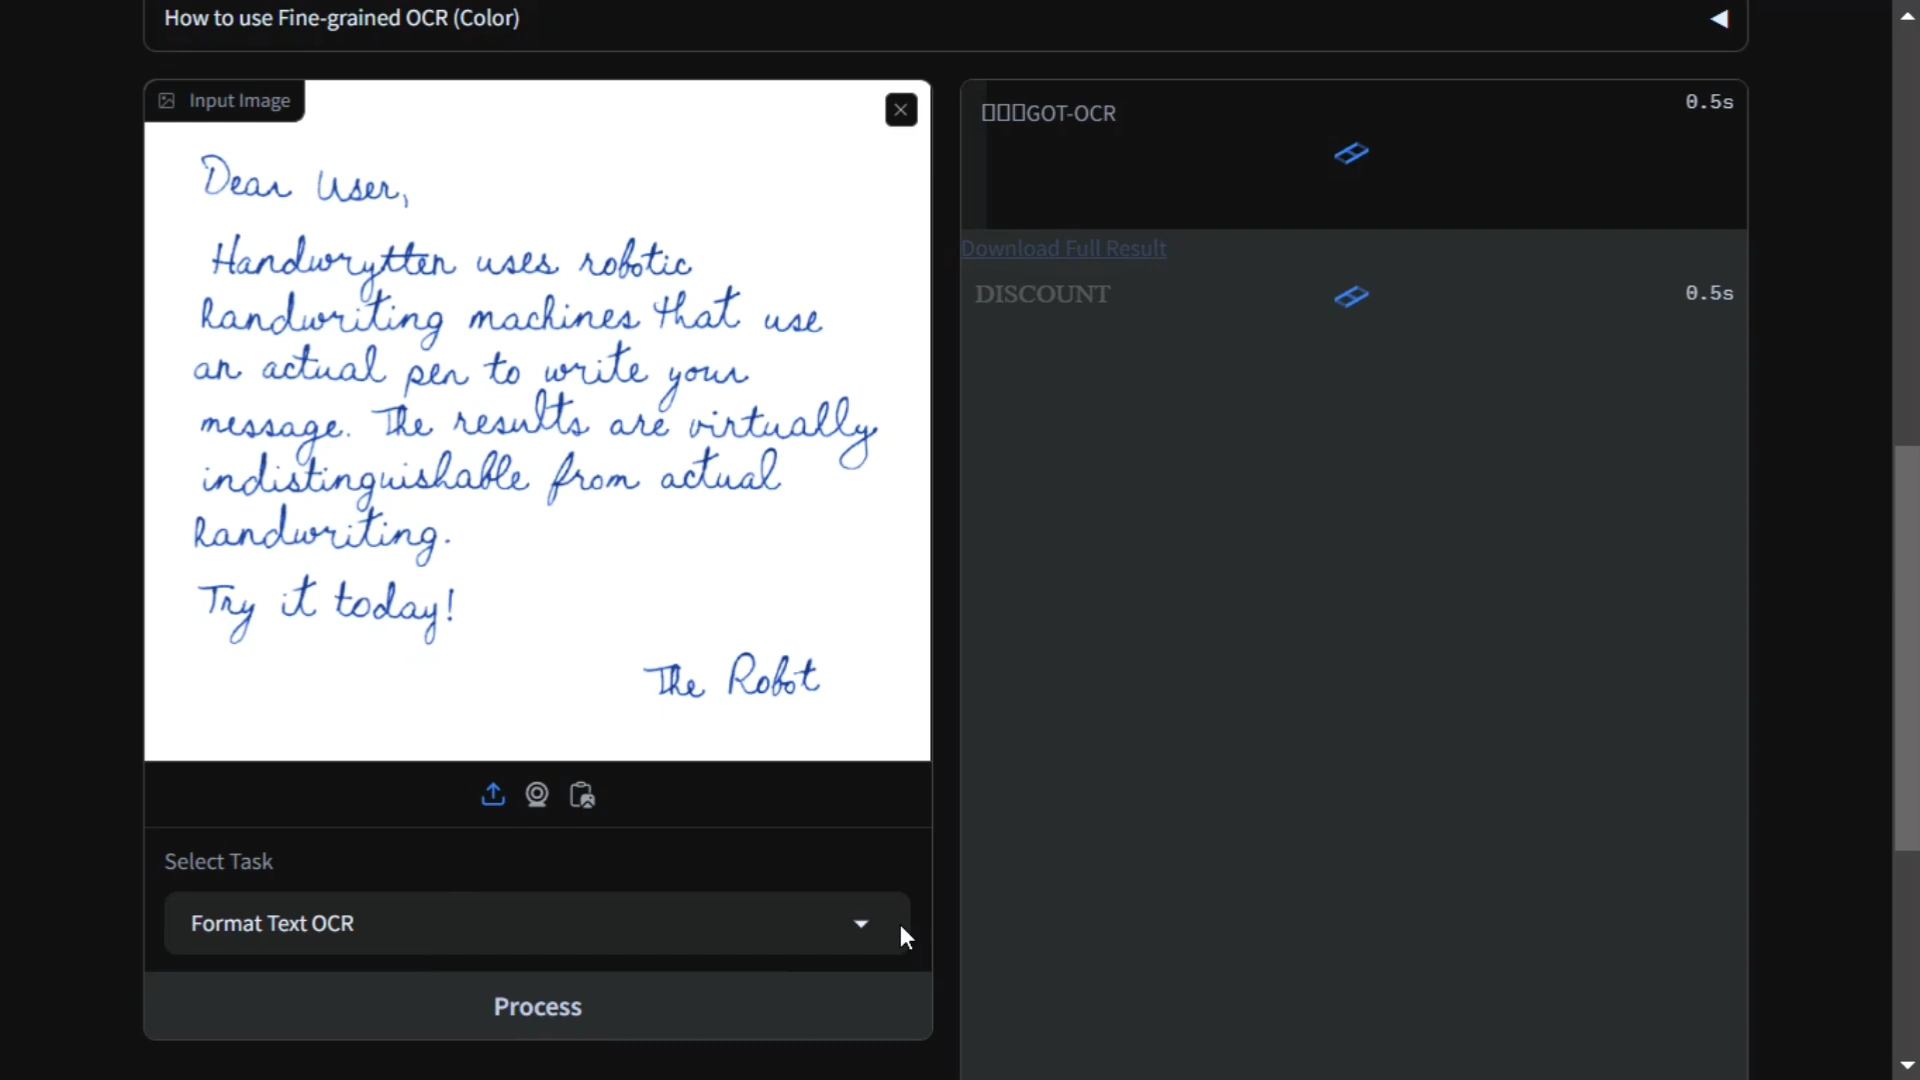 How to use Fine-grained OCR (Color)
Input Image
Dear User,
Handwrytten uses robotic
handwriting machines that use
an actual pen to write your
message. The results are virtually
indistinguishable from actual
handwriting.
Try it today!
The Robot
Select Task
Format Text OCR
Process
GOT-OCR
0.5s
Download Full Result
DISCOUNT
0.5s